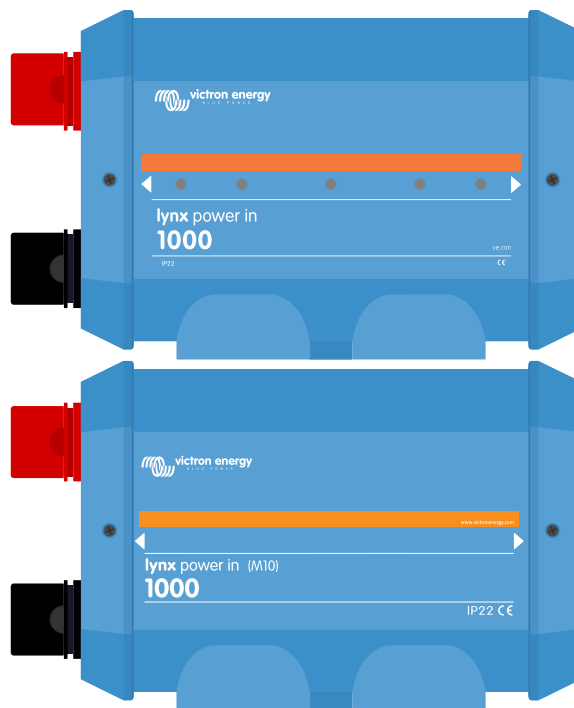 victron energy
BLUE POWER
lynx power in
1000
ve.can
IP22 CE
victron energy
BLUE POWER
www.victronenergy.com
lynx power in (M10)
1000
IP22 CE